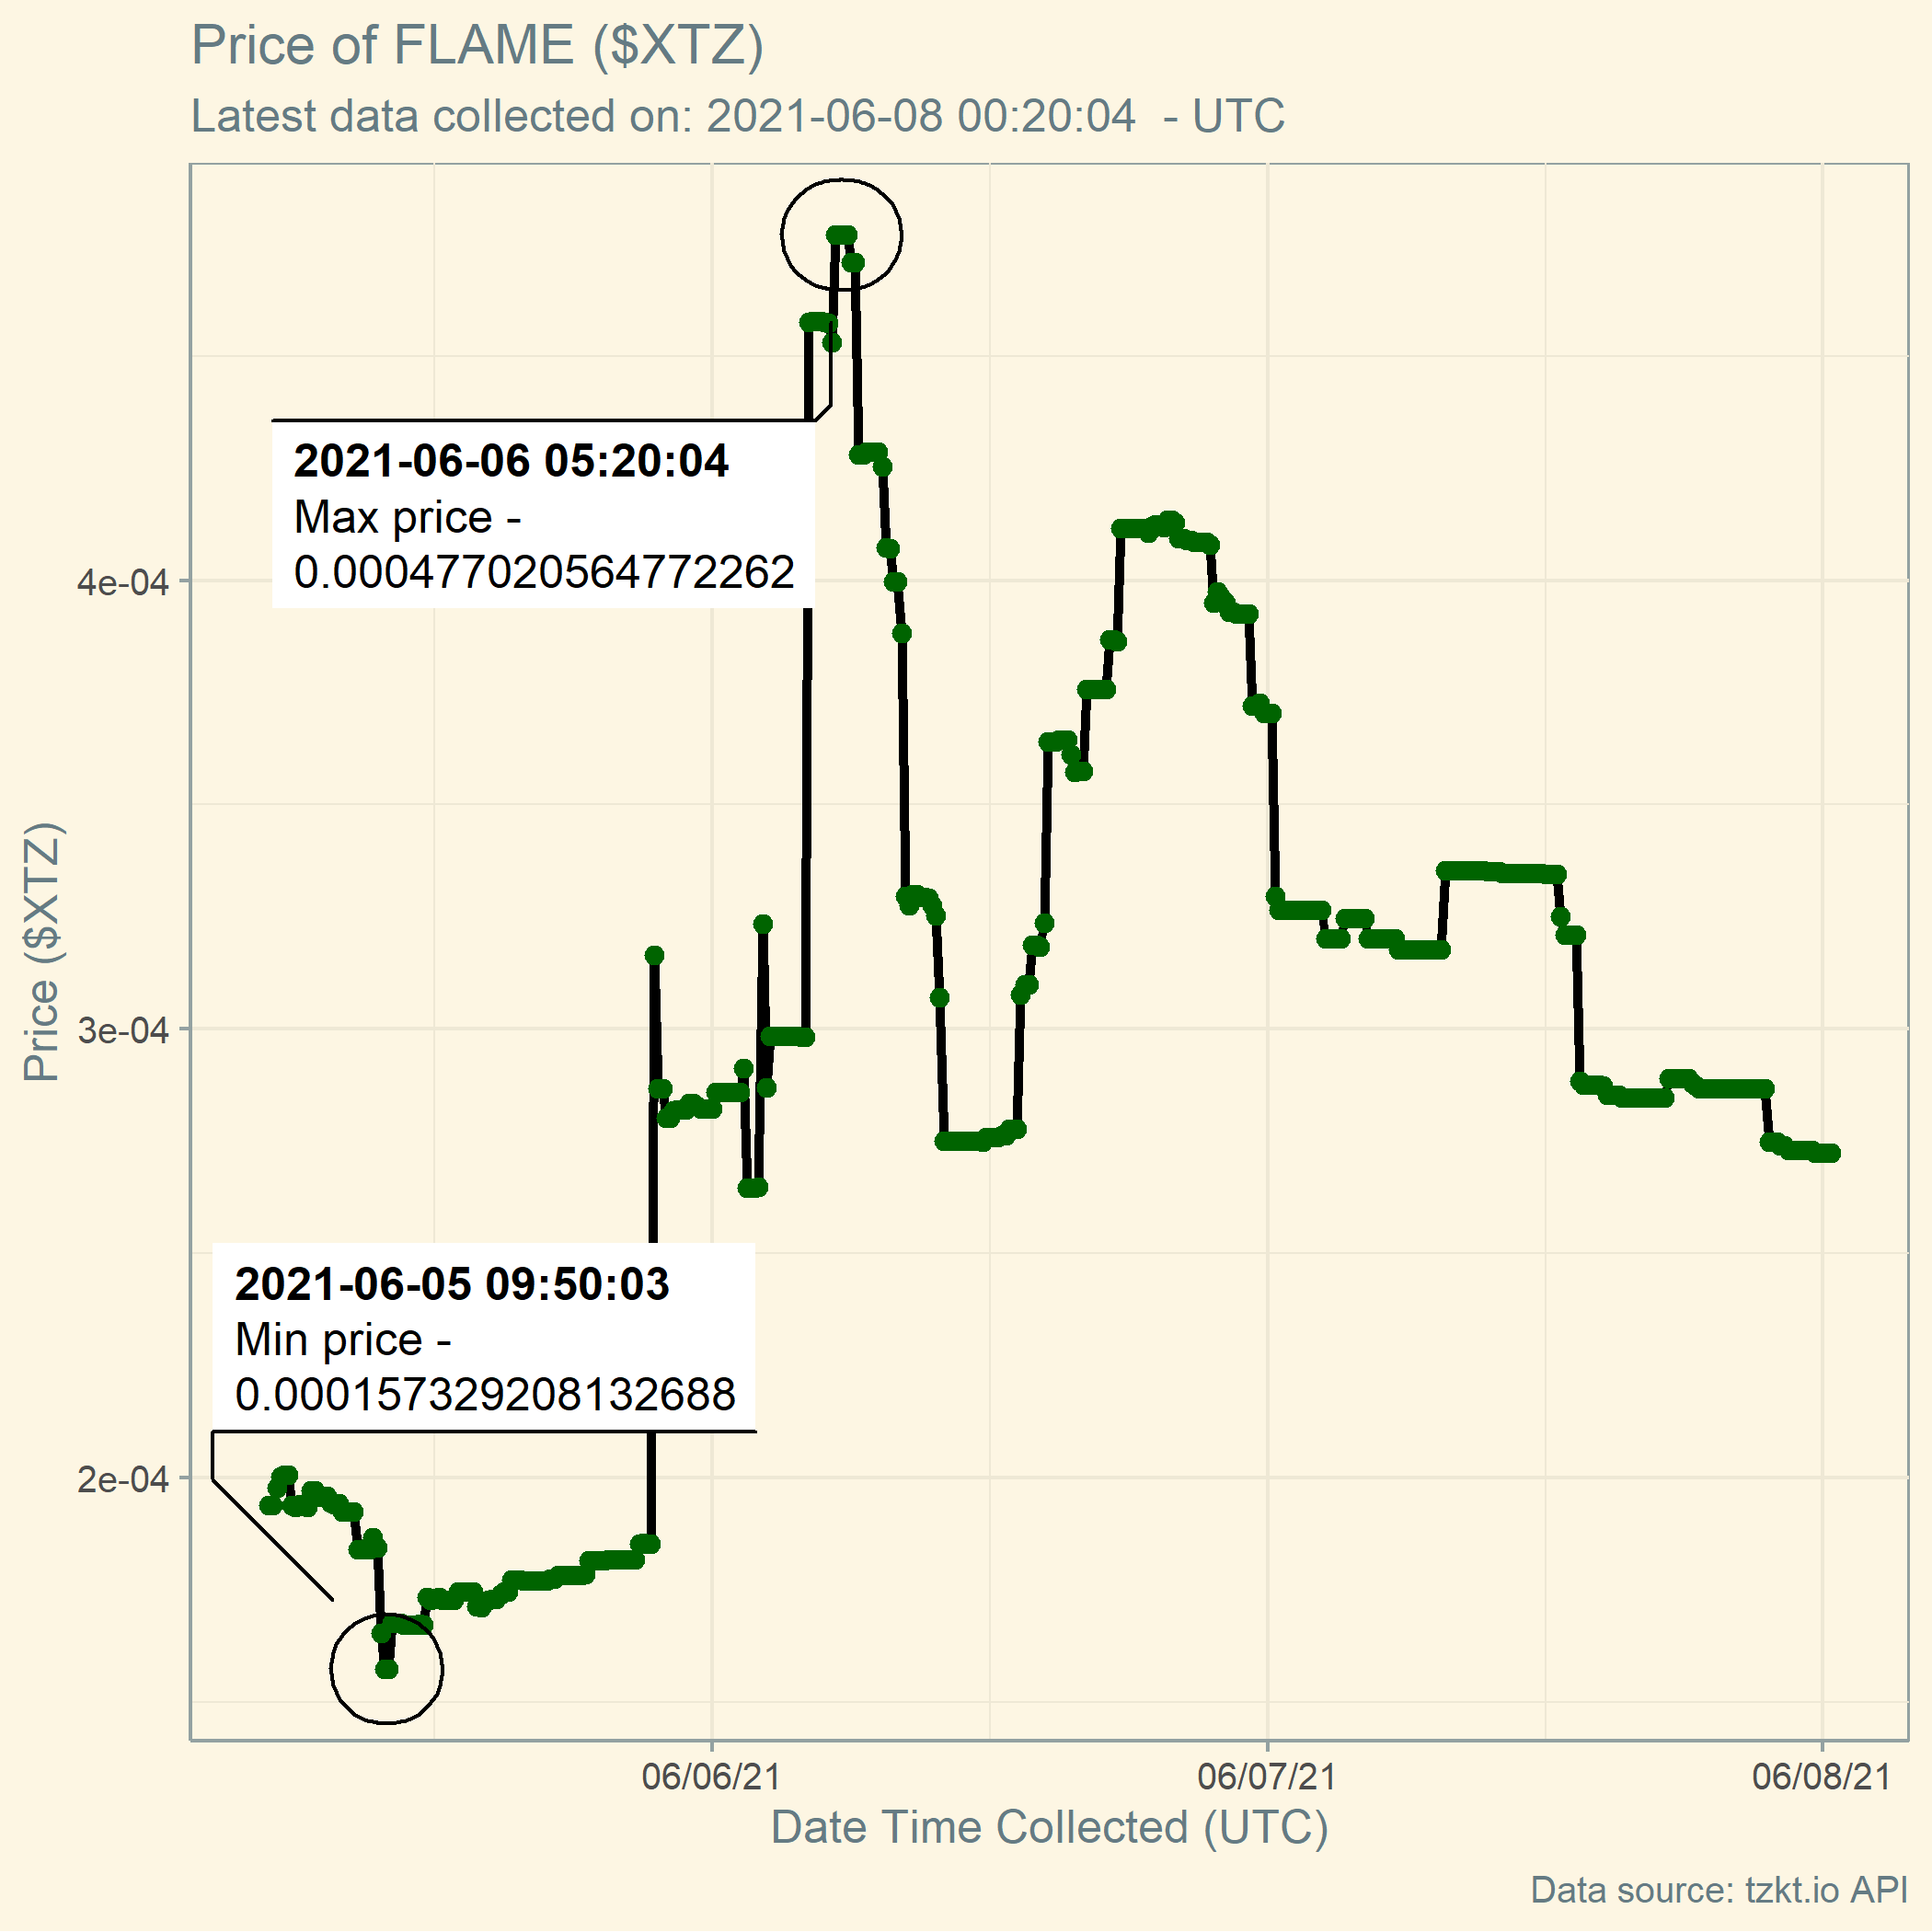 Price of FLAME ($XTZ)
Latest data collected on: 2021-06-08 00:20:04  - UTC
2021-06-06 05:20:04
Max price -
0.000477020564772262
4e-04
3e-04
2e-04
Price ($XTZ)
2021-06-05 09:50:03
Min price -
0.0001573292081326​88
06/06/21
06/07/21
06/08/21
Date Time Collected (UTC)
Data source: tzkt.io API